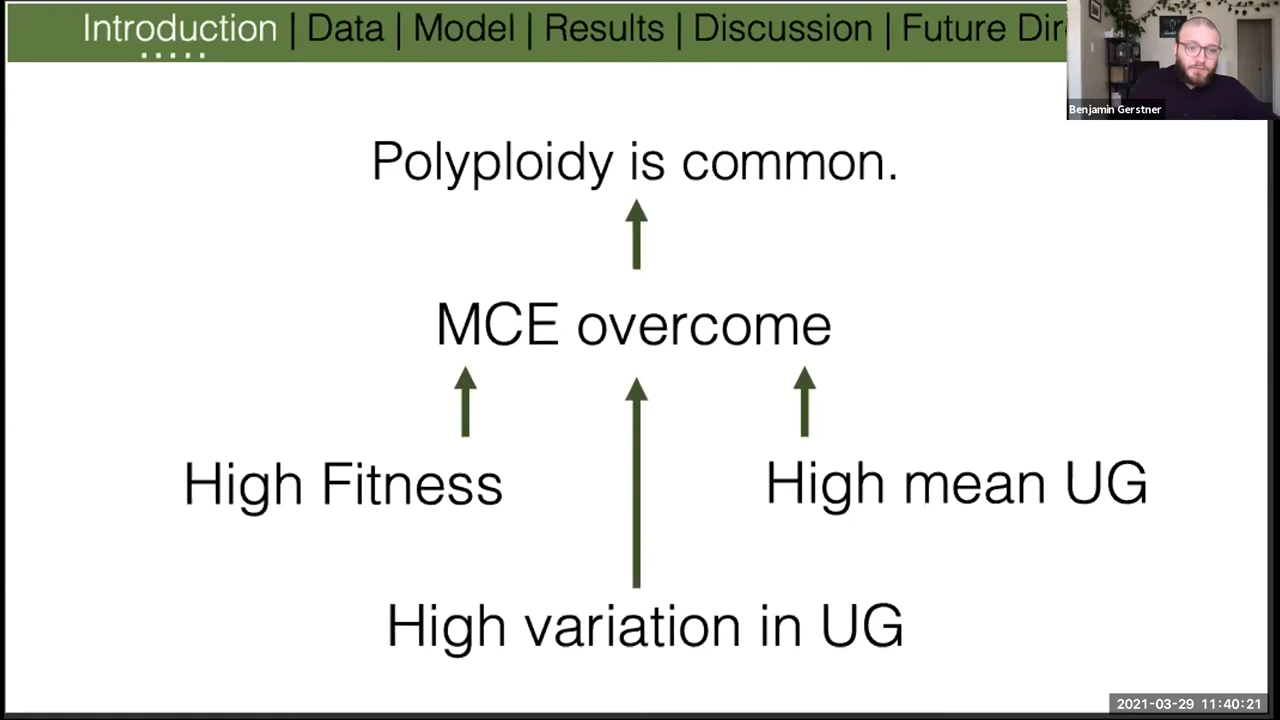 Introduction | Data | Model | Results | Discussion | Future
Benjamin Gerstner
Polyploidy is common.
MCE overcome
High Fitness
High mean UG
High variation in UG
2021-03-29 11:40:21